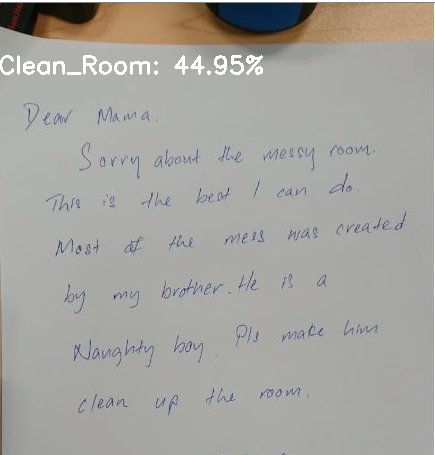 Clean_Room: 44.95%
Dear Mama.
Sorry about the messy room.
This is the best I can do.
Most of the mess was created
by my brother. He is a
Naughty boy. Pls make him
clean up the room.